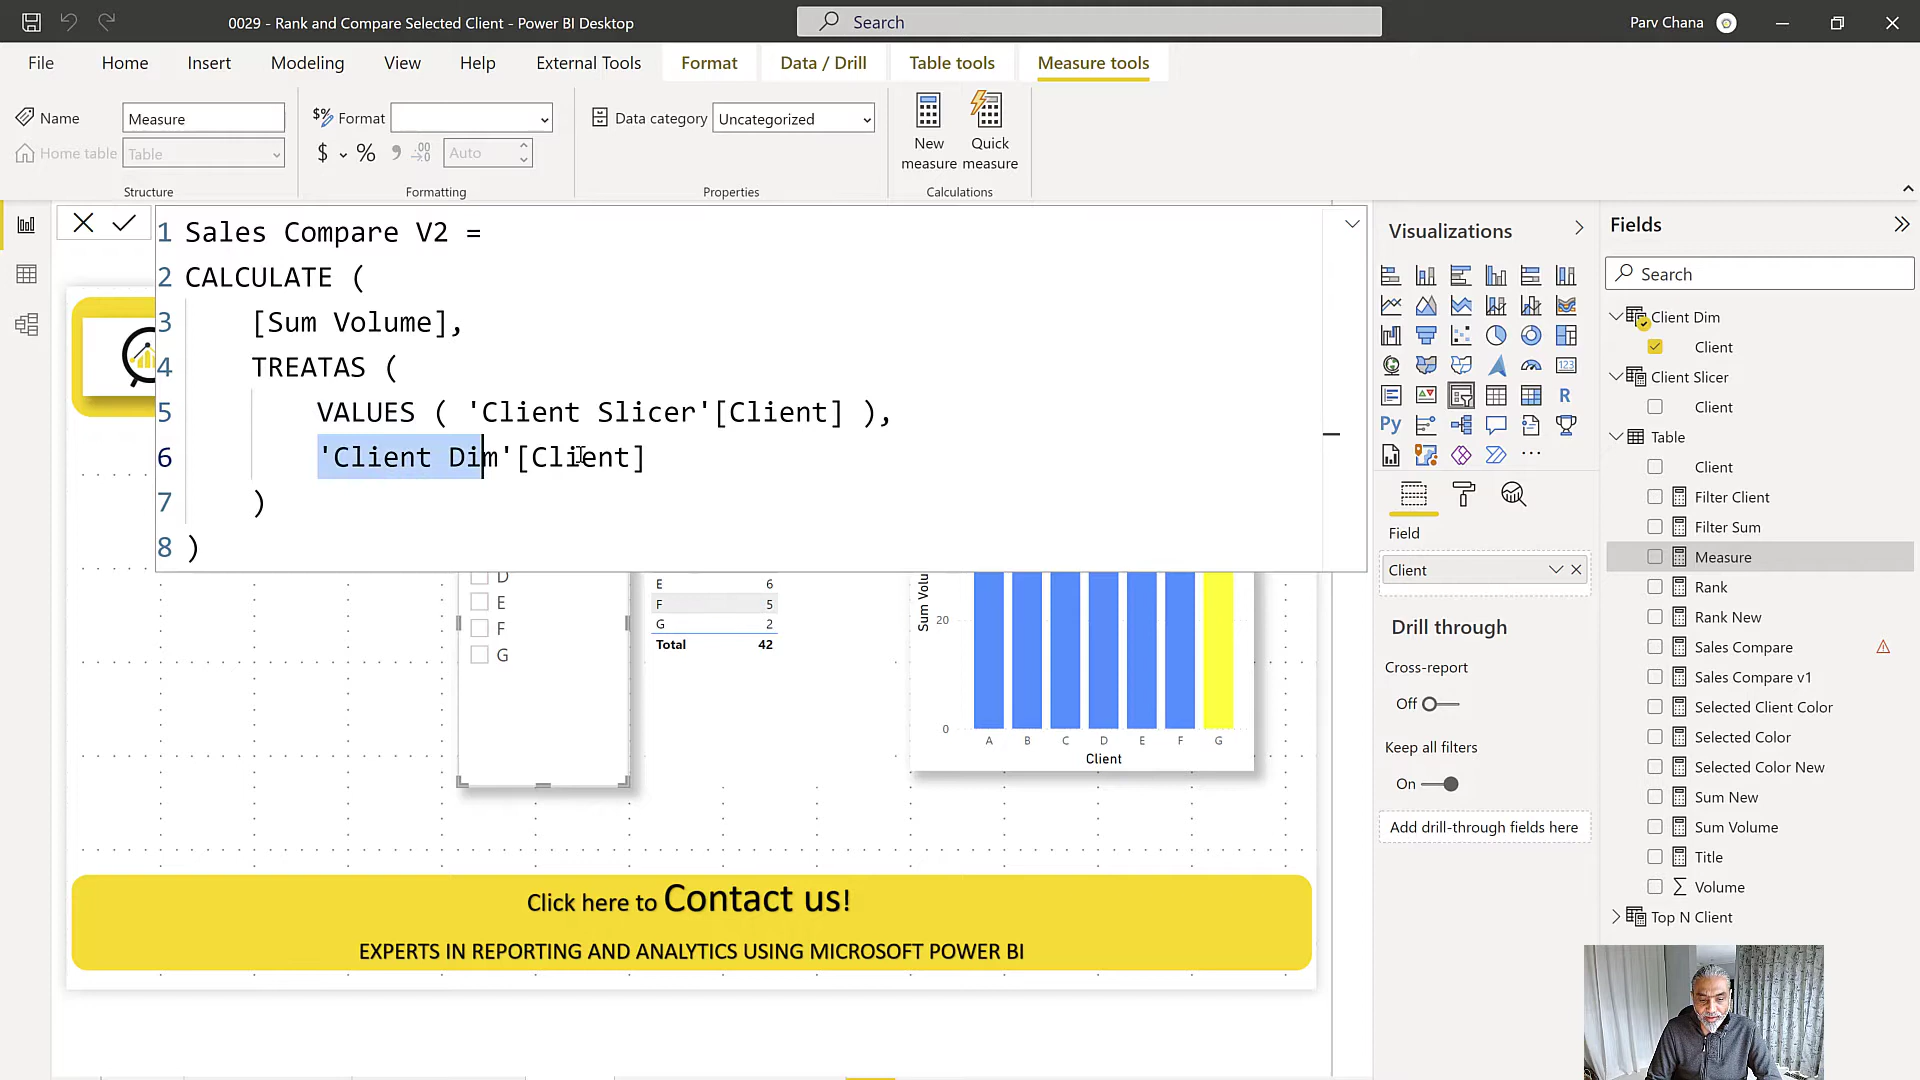 0029 - Rank and Compare Selected Client - Power BI Desktop
Search
Parv Chana
File
Home
Insert
Modeling
View
Help
External Tools
Format
Data / Drill
Table tools
Measure tools
Name
Measure
Home table
Table
Structure
Format
$
%
Auto
Formatting
Data category
Uncategorized
Properties
New measure
Quick measure
Calculations
1 Sales Compare V2 =
2 CALCULATE (
3 [Sum Volume],
4 TREATAS (
5 VALUES ( 'Client Slicer'[Client] ),
6 'Client Dim'[Client]
7 )
8 )
D
E
F
G
E 6
F 5
G 2
Total 42
20
0
A B C D E F G
Client
Click here to Contact us!
EXPERTS IN REPORTING AND ANALYTICS USING MICROSOFT POWER BI
Visualizations
123
R
Py
Field
Client
Drill through
Cross-report
Off
Keep all filters
On
Add drill-through fields here
Fields
Search
Client Dim
Client
Client Slicer
Client
Table
Client
Filter Client
Filter Sum
Measure
Rank
Rank New
Sales Compare
Sales Compare v1
Selected Client Color
Selected Color
Selected Color New
Sum New
Sum Volume
Title
Volume
Top N Client